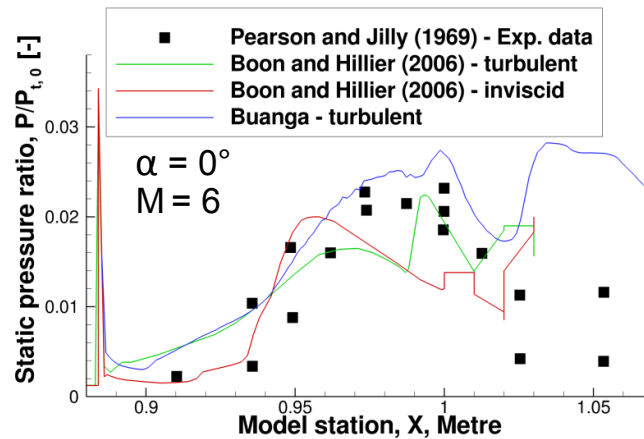 Pearson and Jilly (1969) - Exp. data
Boon and Hillier (2006) - turbulent
Boon and Hillier (2006) - inviscid
Buanga - turbulent
α = 0°
M = 6
Static pressure ratio, P/P_t,0 [-]
0.03
0.02
0.01
0
0.9
0.95
1
1.05
Model station, X, Metre